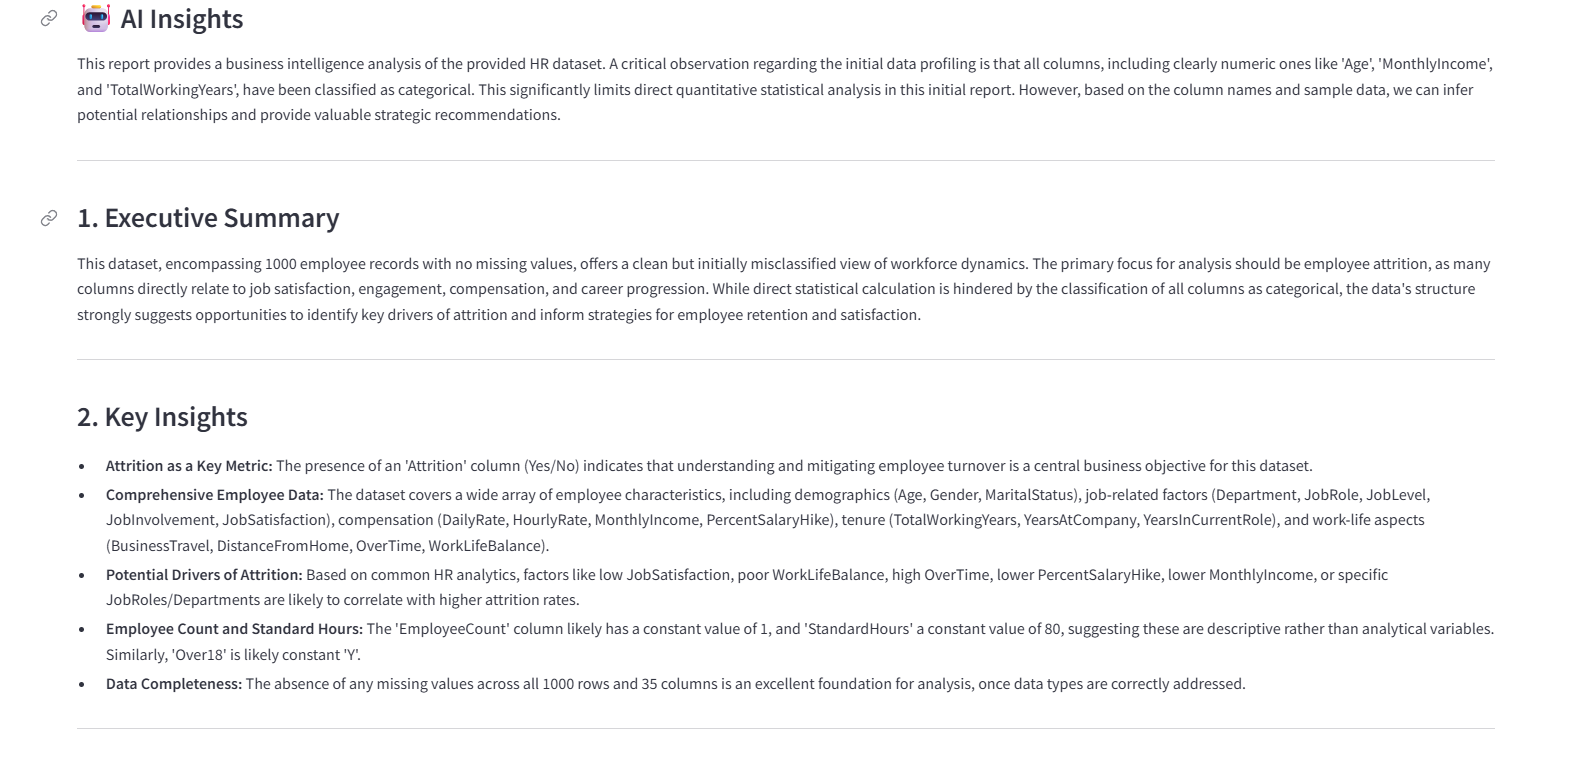 AI Insights
This report provides a business intelligence analysis of the provided HR dataset. A critical observation regarding the initial data profiling is that all columns, including clearly numeric ones like 'Age', 'MonthlyIncome',
and 'TotalWorkingYears', have been classified as categorical. This significantly limits direct quantitative statistical analysis in this initial report. However, based on the column names and sample data, we can infer
potential relationships and provide valuable strategic recommendations.
1. Executive Summary
This dataset, encompassing 1000 employee records with no missing values, offers a clean but initially misclassified view of workforce dynamics. The primary focus for analysis should be employee attrition, as many
columns directly relate to job satisfaction, engagement, compensation, and career progression. While direct statistical calculation is hindered by the classification of all columns as categorical, the data's structure
strongly suggests opportunities to identify key drivers of attrition and inform strategies for employee retention and satisfaction.
2. Key Insights
• Attrition as a Key Metric: The presence of an 'Attrition' column (Yes/No) indicates that understanding and mitigating employee turnover is a central business objective for this dataset.
• Comprehensive Employee Data: The dataset covers a wide array of employee characteristics, including demographics (Age, Gender, MaritalStatus), job-related factors (Department, JobRole, JobLevel,
JobInvolvement, JobSatisfaction), compensation (DailyRate, HourlyRate, MonthlyIncome, PercentSalaryHike), tenure (TotalWorkingYears, YearsAtCompany, YearsInCurrentRole), and work-life aspects
(BusinessTravel, DistanceFromHome, OverTime, WorkLifeBalance).
• Potential Drivers of Attrition: Based on common HR analytics, factors like low JobSatisfaction, poor WorkLifeBalance, high OverTime, lower PercentSalaryHike, lower MonthlyIncome, or specific
JobRoles/Departments are likely to correlate with higher attrition rates.
• Employee Count and Standard Hours: The 'EmployeeCount' column likely has a constant value of 1, and 'StandardHours' a constant value of 80, suggesting these are descriptive rather than analytical variables.
Similarly, 'Over18' is likely constant 'Y'.
• Data Completeness: The absence of any missing values across all 1000 rows and 35 columns is an excellent foundation for analysis, once data types are correctly addressed.